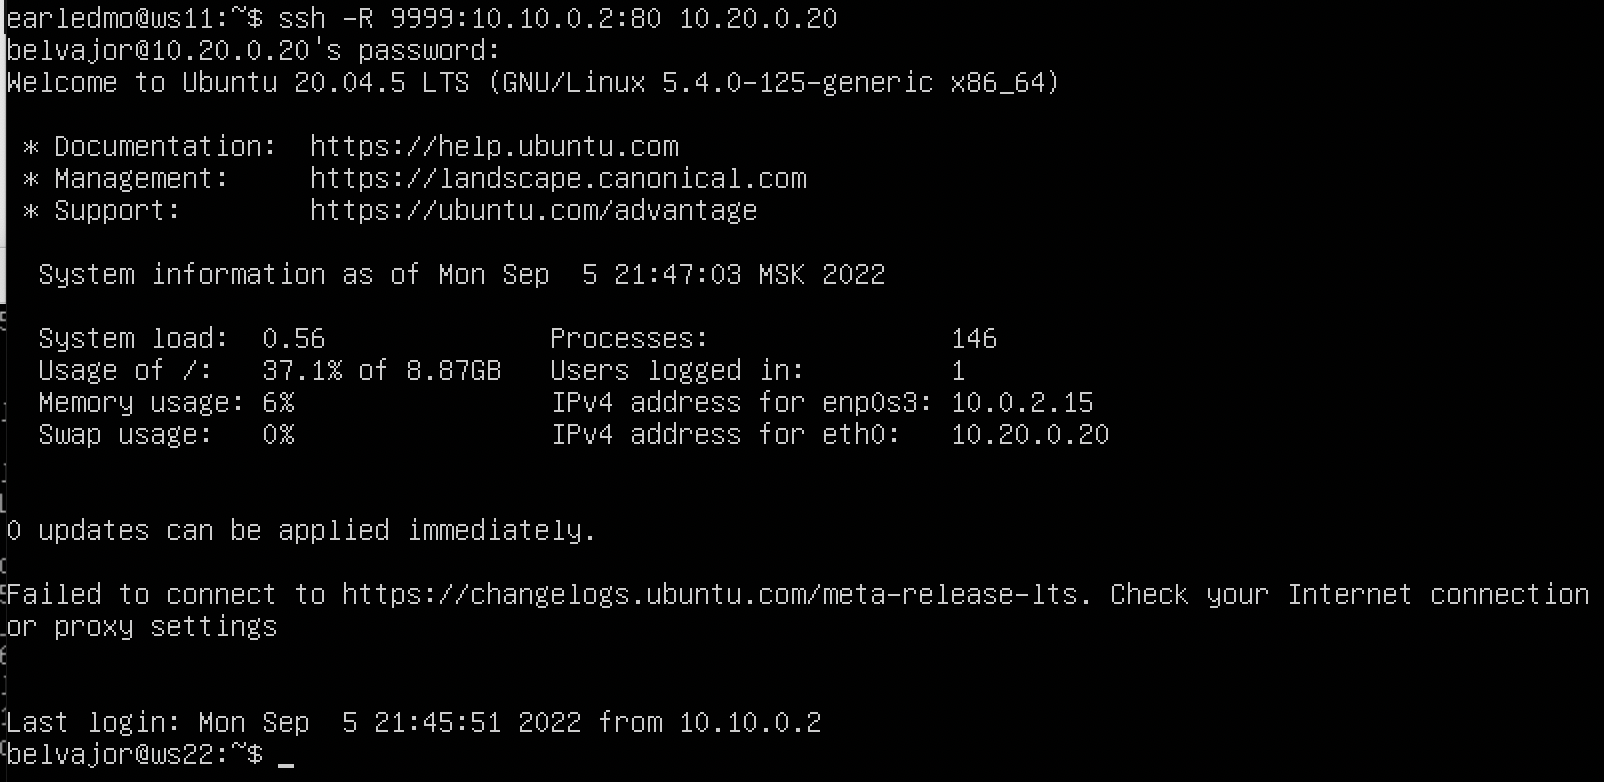 earledmo@ws11:~$ ssh -R 9999:10.10.0.2:80 10.20.0.20
belvajor@10.20.0.20's password:
Welcome to Ubuntu 20.04.5 LTS (GNU/Linux 5.4.0-125-generic x86_64)
* Documentation: https://help.ubuntu.com
* Management: https://landscape.canonical.com
* Support: https://ubuntu.com/advantage
System information as of Mon Sep 5 21:47:03 MSK 2022
System load: 0.56 Processes: 146
Usage of /: 37.1% of 8.87GB Users logged in: 1
Memory usage: 6% IPv4 address for enp0s3: 10.0.2.15
Swap usage: 0% IPv4 address for eth0: 10.20.0.20
0 updates can be applied immediately.
Failed to connect to https://changelogs.ubuntu.com/meta-release-lts. Check your Internet connection
or proxy settings
Last login: Mon Sep 5 21:45:51 2022 from 10.10.0.2
belvajor@ws22:~$ _